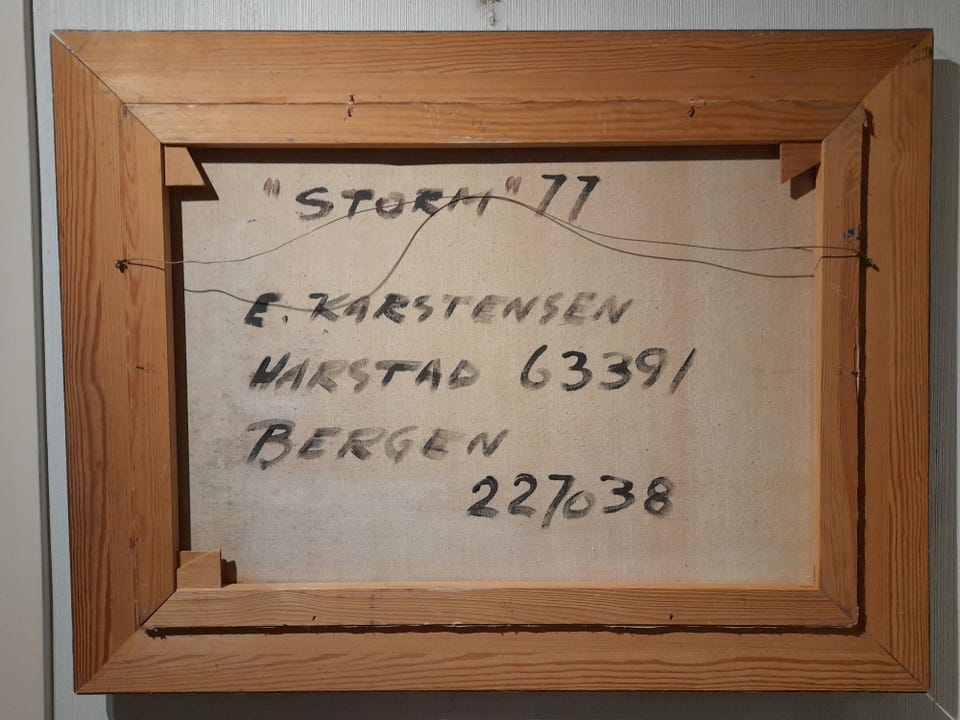 "STORM" 77
E. KARSTENSEN
HARSTAD 63391
BERGEN
227038